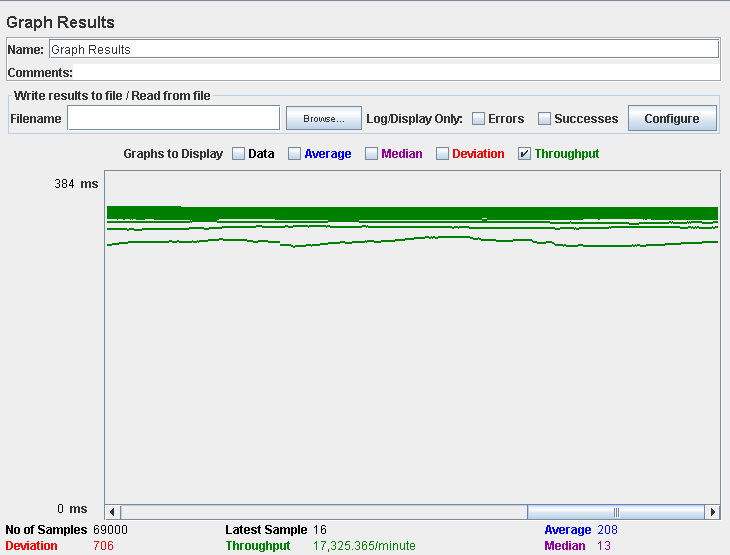 Graph Results
Name: Graph Results
Comments:
Write results to file / Read from file
Filename Browse... Log/Display Only: Errors Successes Configure
Graphs to Display Data Average Median Deviation Throughput
384 ms
0 ms
No of Samples 69000 Latest Sample 16 Average 208
Deviation 706 Throughput 17,325.365/minute Median 13